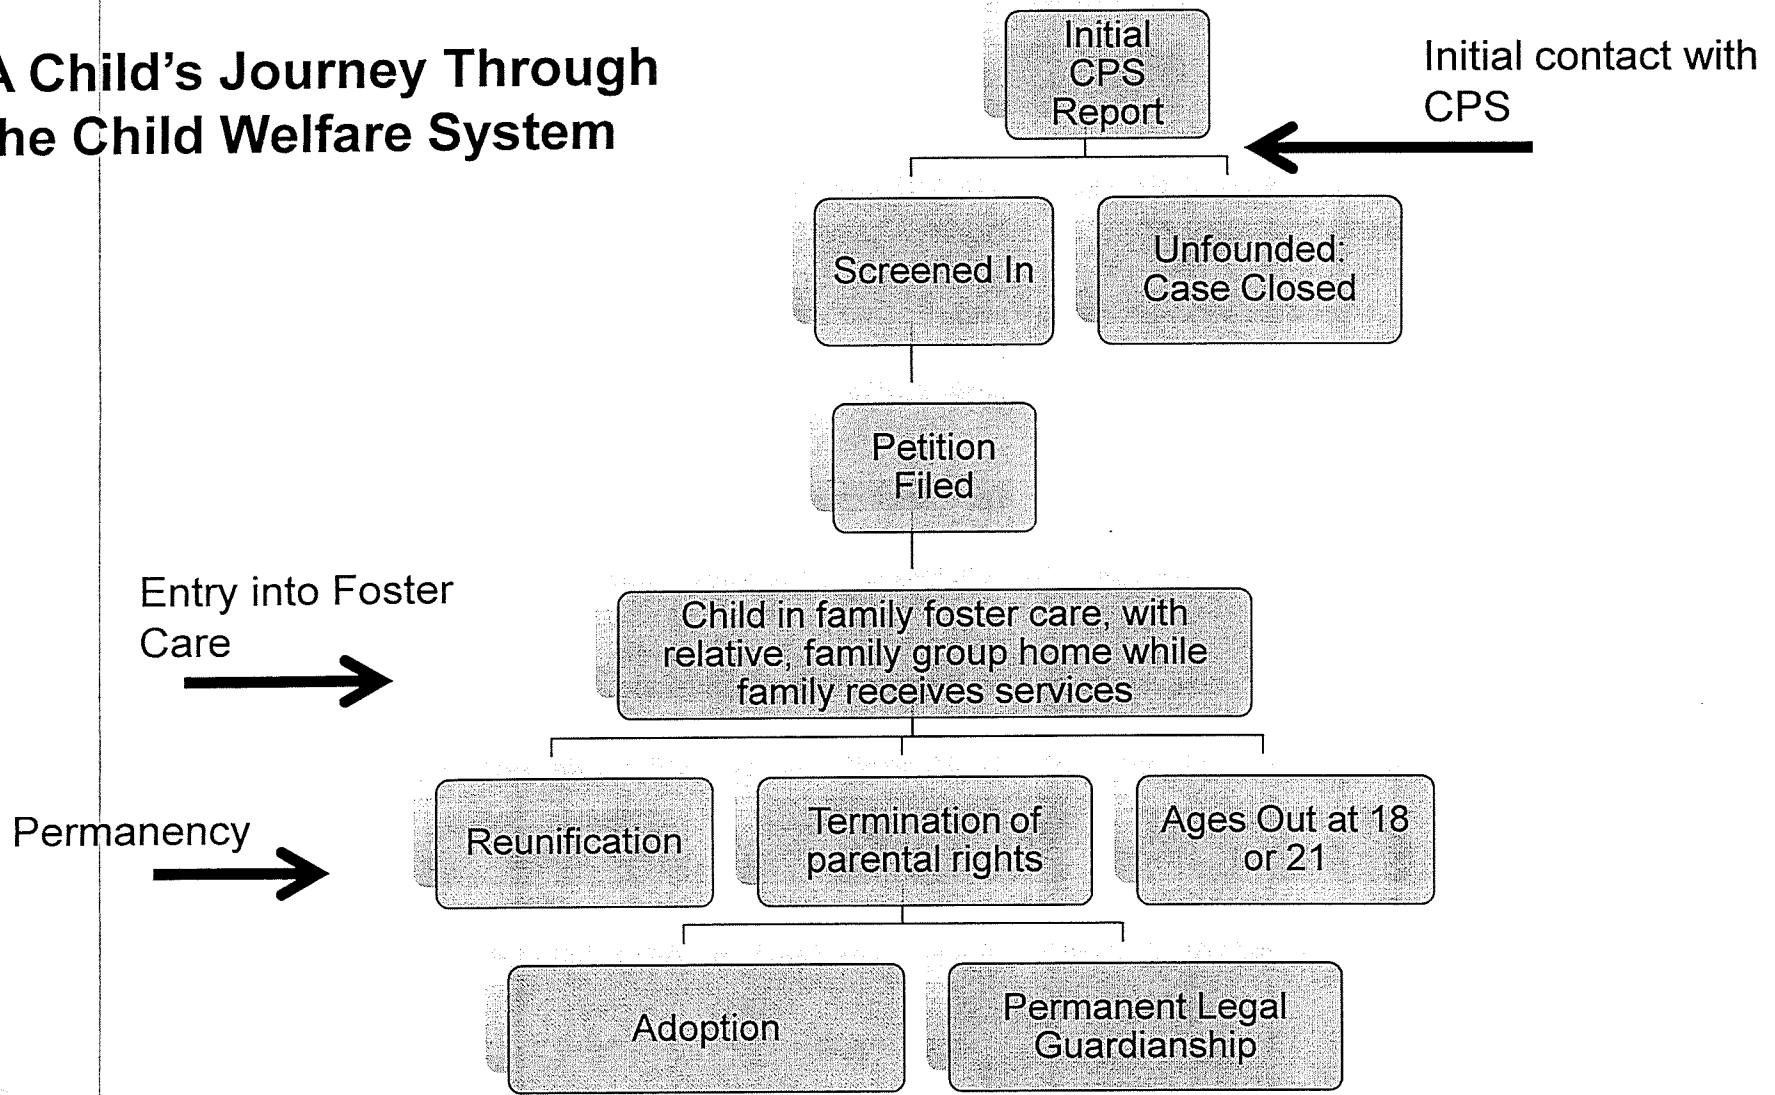 A Child's Journey Through
he Child Welfare System
Initial
CPS
Report
Initial contact with
CPS
Screened In
Unfounded:
Case Closed
Petition
Filed
Entry into Foster
Care
Child in family foster care, with
relative, family group home while
family receives services
Permanency
Reunification
Termination of
parental rights
Ages Out at 18
or 21
Adoption
Permanent Legal
Guardianship